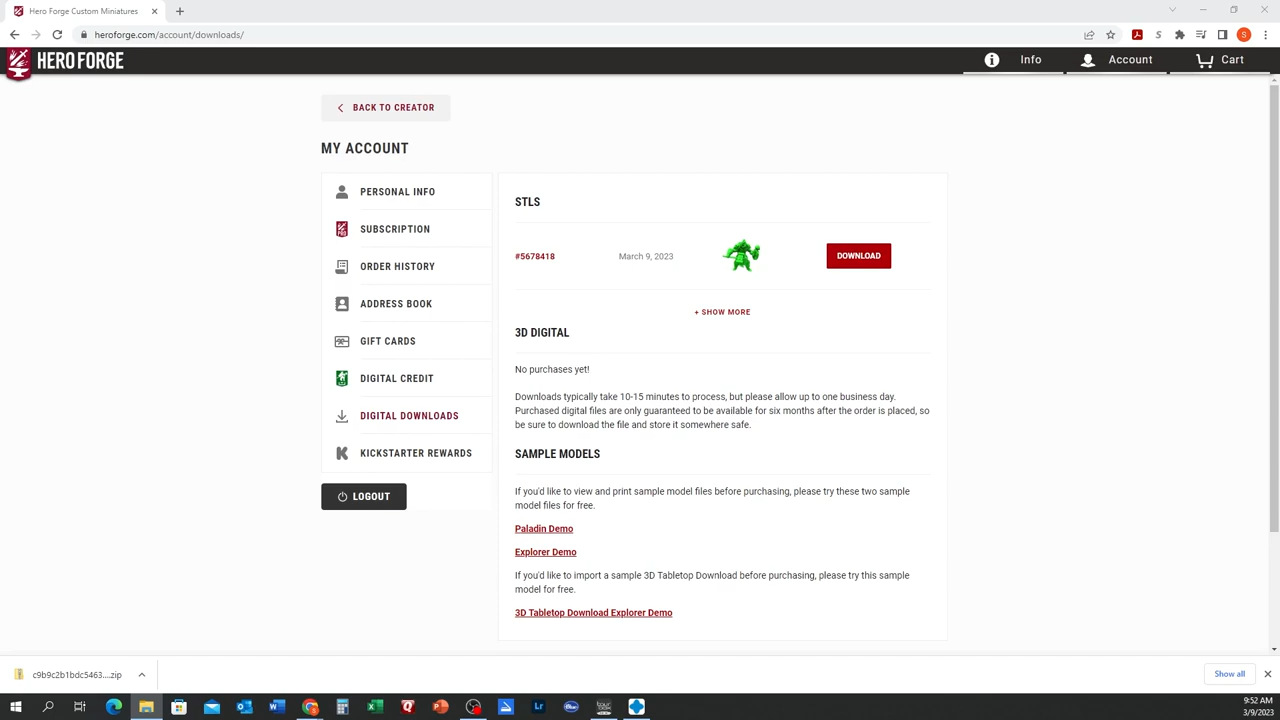 Hero Forge Custom Miniatures
heroforge.com/account/downloads/
S
HERO FORGE
Info
Account
Cart
BACK TO CREATOR
MY ACCOUNT
PERSONAL INFO
SUBSCRIPTION
ORDER HISTORY
ADDRESS BOOK
GIFT CARDS
DIGITAL CREDIT
DIGITAL DOWNLOADS
KICKSTARTER REWARDS
LOGOUT
STLS
#5678418 March 9, 2023 DOWNLOAD
+ SHOW MORE
3D DIGITAL
No purchases yet!
Downloads typically take 10-15 minutes to process, but please allow up to one business day.
Purchased digital files are only guaranteed to be available for six months after the order is placed, so
be sure to download the file and store it somewhere safe.
SAMPLE MODELS
If you'd like to view and print sample model files before purchasing, please try these two sample
model files for free.
Paladin Demo
Explorer Demo
If you'd like to import a sample 3D Tabletop Download before purchasing, please try this sample
model for free.
3D Tabletop Download Explorer Demo
c9b9c2b1bdc5463....zip
Show all
9:52 AM
3/9/2023